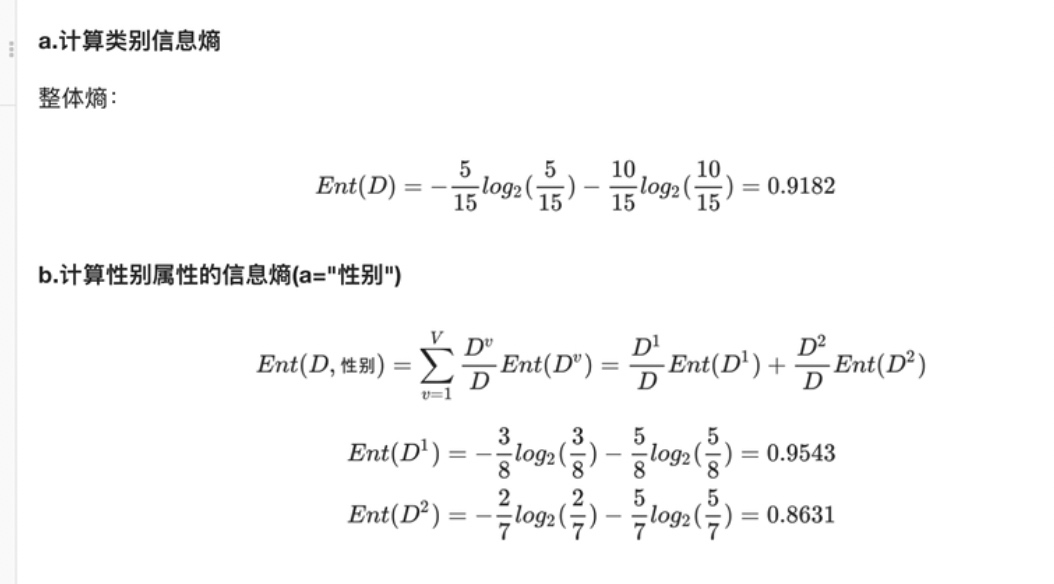 a.计算类别信息熵
整体熵：
Ent(D) = -\frac{5}{15}log_2(\frac{5}{15}) - \frac{10}{15}log_2(\frac{10}{15}) = 0.9182
b.计算性别属性的信息熵(a="性别")
Ent(D, 性别) = \sum_{v=1}^{V} \frac{D^v}{D} Ent(D^v) = \frac{D^1}{D} Ent(D^1) + \frac{D^2}{D} Ent(D^2)
Ent(D^1) = -\frac{3}{8}log_2(\frac{3}{8}) - \frac{5}{8}log_2(\frac{5}{8}) = 0.9543
Ent(D^2) = -\frac{2}{7}log_2(\frac{2}{7}) - \frac{5}{7}log_2(\frac{5}{7}) = 0.8631